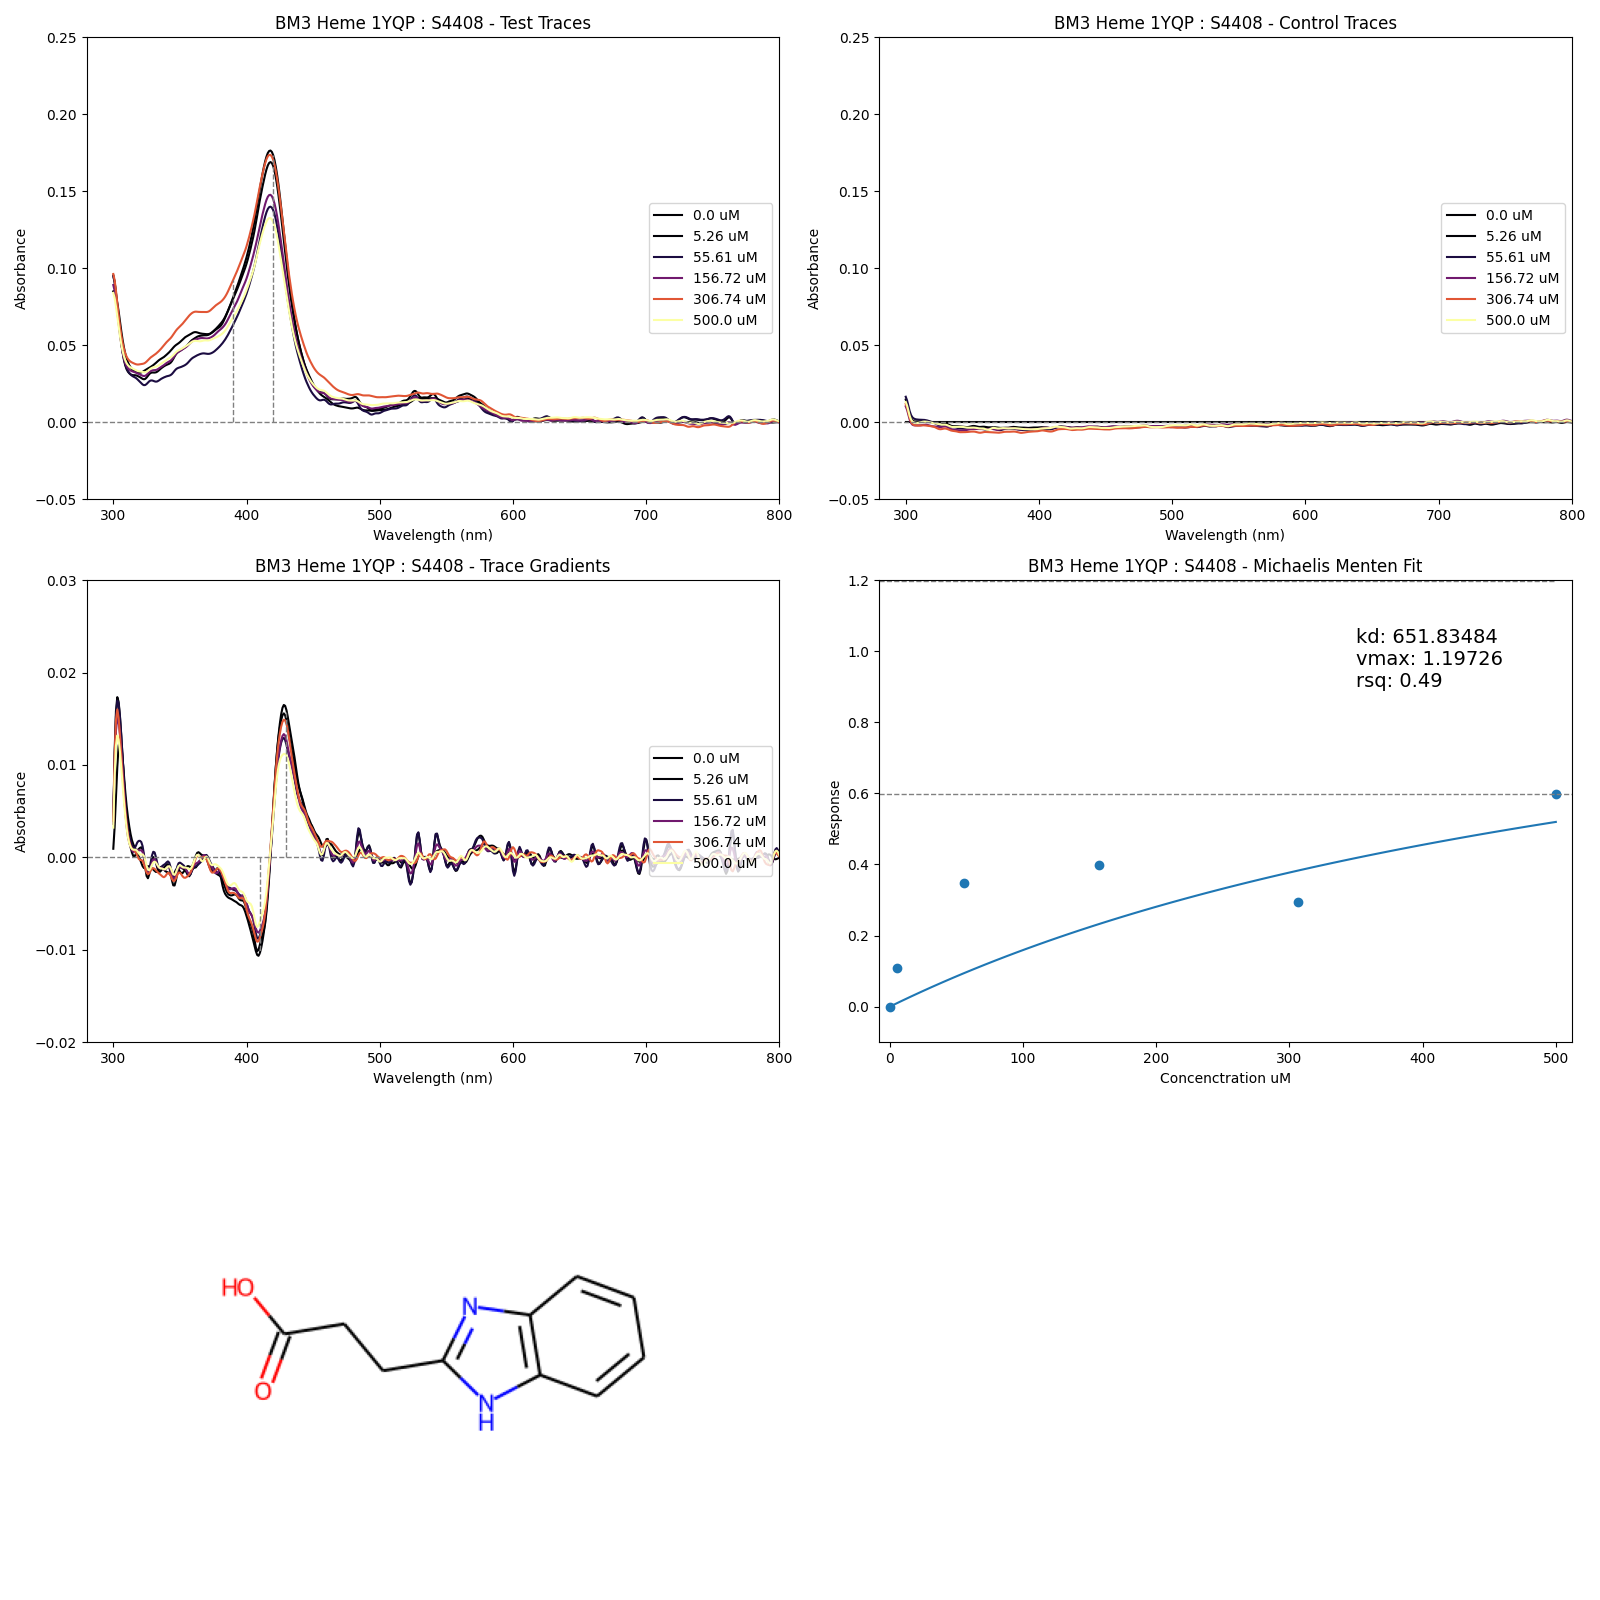 BM3 Heme 1YQP : S4408 - Test Traces
0.25
0.20
0.15
0.10
0.05
0.00
−0.05
Absorbance
300 400 500 600 700 800
Wavelength (nm)
0.0 uM
5.26 uM
55.61 uM
156.72 uM
306.74 uM
500.0 uM
BM3 Heme 1YQP : S4408 - Control Traces
0.25
0.20
0.15
0.10
0.05
0.00
−0.05
Absorbance
300 400 500 600 700 800
Wavelength (nm)
0.0 uM
5.26 uM
55.61 uM
156.72 uM
306.74 uM
500.0 uM
BM3 Heme 1YQP : S4408 - Trace Gradients
0.03
0.02
0.01
0.00
−0.01
−0.02
Absorbance
300 400 500 600 700 800
Wavelength (nm)
0.0 uM
5.26 uM
55.61 uM
156.72 uM
306.74 uM
500.0 uM
BM3 Heme 1YQP : S4408 - Michaelis Menten Fit
1.2
1.0
0.8
0.6
0.4
0.2
0.0
Response
kd: 651.83484
vmax: 1.19726
rsq: 0.49
0 100 200 300 400 500
Concenctration uM
HO
O
N
N
H